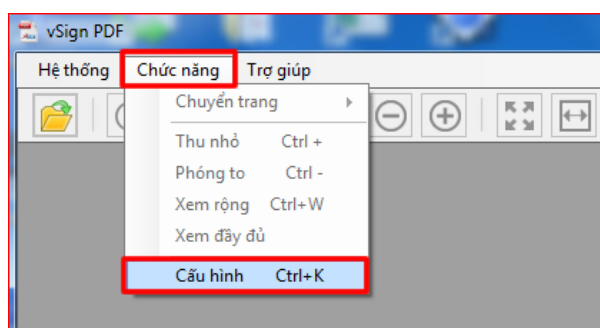 vSign PDF
Hệ thống Chức năng Trợ giúp
Chuyển trang
Thu nhỏ Ctrl +
Phóng to Ctrl -
Xem rộng Ctrl+W
Xem đầy đủ
Cấu hình Ctrl+K